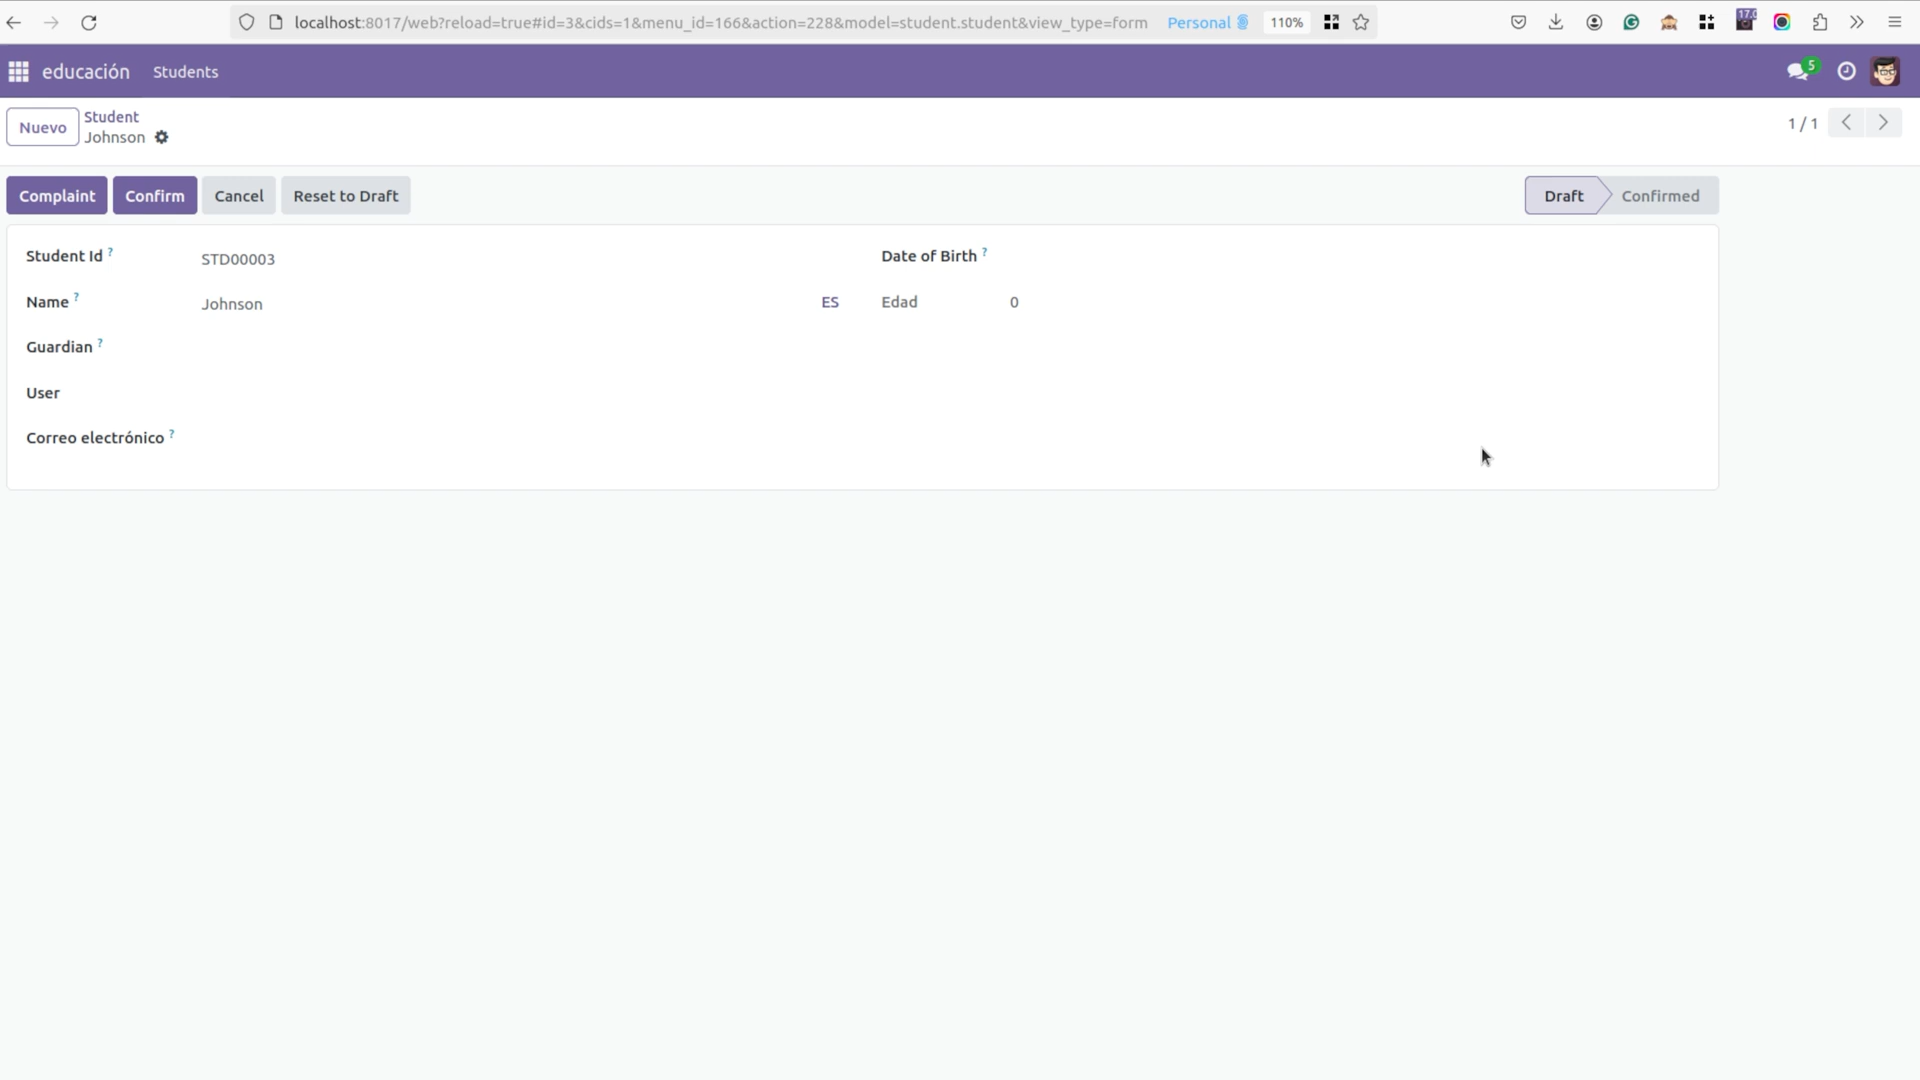 localhost:8017/web?reload=true#id=3&cids=1&menu_id=166&action=228&model=student.student&view_type=form Personal 110%
17.0
educación Students 5
Nuevo Student
Johnson
1 / 1
Complaint Confirm Cancel Reset to Draft Draft Confirmed
Student Id ? STD00003 Date of Birth ?
Name ? Johnson ES Edad 0
Guardian ?
User
Correo electrónico ?